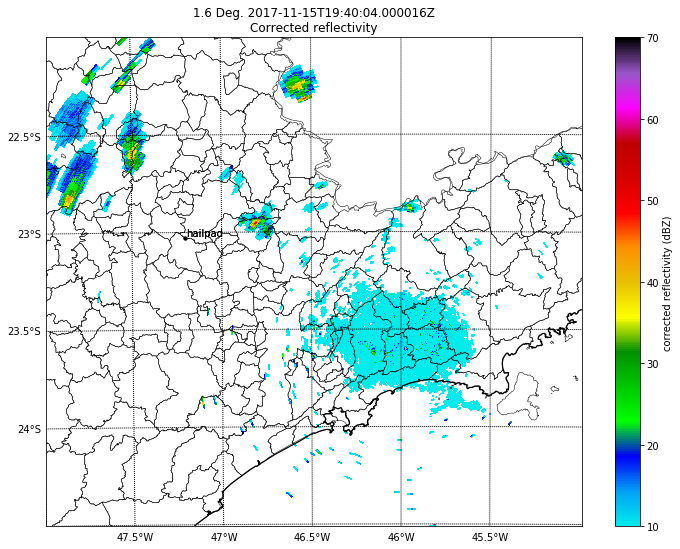 1.6 Deg. 2017-11-15T19:40:04.000016Z
Corrected reflectivity
22.5°S
23°S
23.5°S
24°S
hailpad
47.5°W
47°W
46.5°W
46°W
45.5°W
70
60
50
40
30
20
10
corrected reflectivity (dBZ)